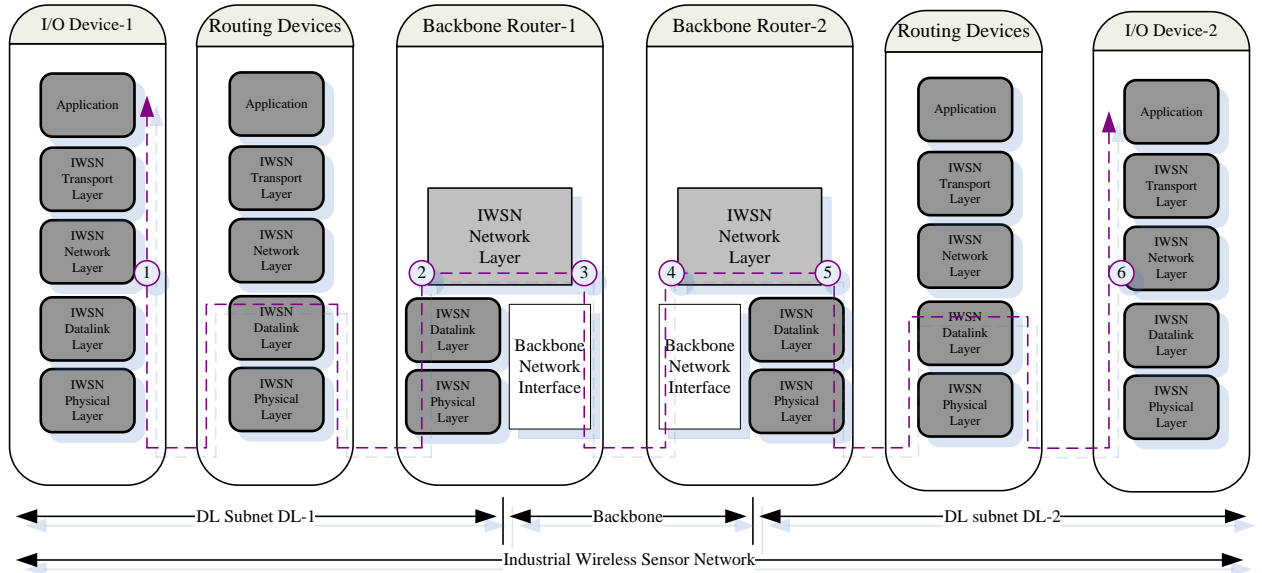 I/O Device-1
Routing Devices
Backbone Router-1
Backbone Router-2
Routing Devices
I/O Device-2
Application
IWSN
Transport
Layer
IWSN
Network
Layer
IWSN
Datalink
Layer
IWSN
Physical
Layer
1
Application
IWSN
Transport
Layer
IWSN
Network
Layer
IWSN
Datalink
Layer
IWSN
Physical
Layer
IWSN
Network
Layer
2
3
IWSN
Datalink
Layer
IWSN
Physical
Layer
Backbone
Network
Interface
IWSN
Network
Layer
4
5
Backbone
Network
Interface
IWSN
Datalink
Layer
IWSN
Physical
Layer
Application
IWSN
Transport
Layer
IWSN
Network
Layer
IWSN
Datalink
Layer
IWSN
Physical
Layer
Application
IWSN
Transport
Layer
IWSN
Network
Layer
IWSN
Datalink
Layer
IWSN
Physical
Layer
6
DL Subnet DL-1
Backbone
DL subnet DL-2
Industrial Wireless Sensor Network